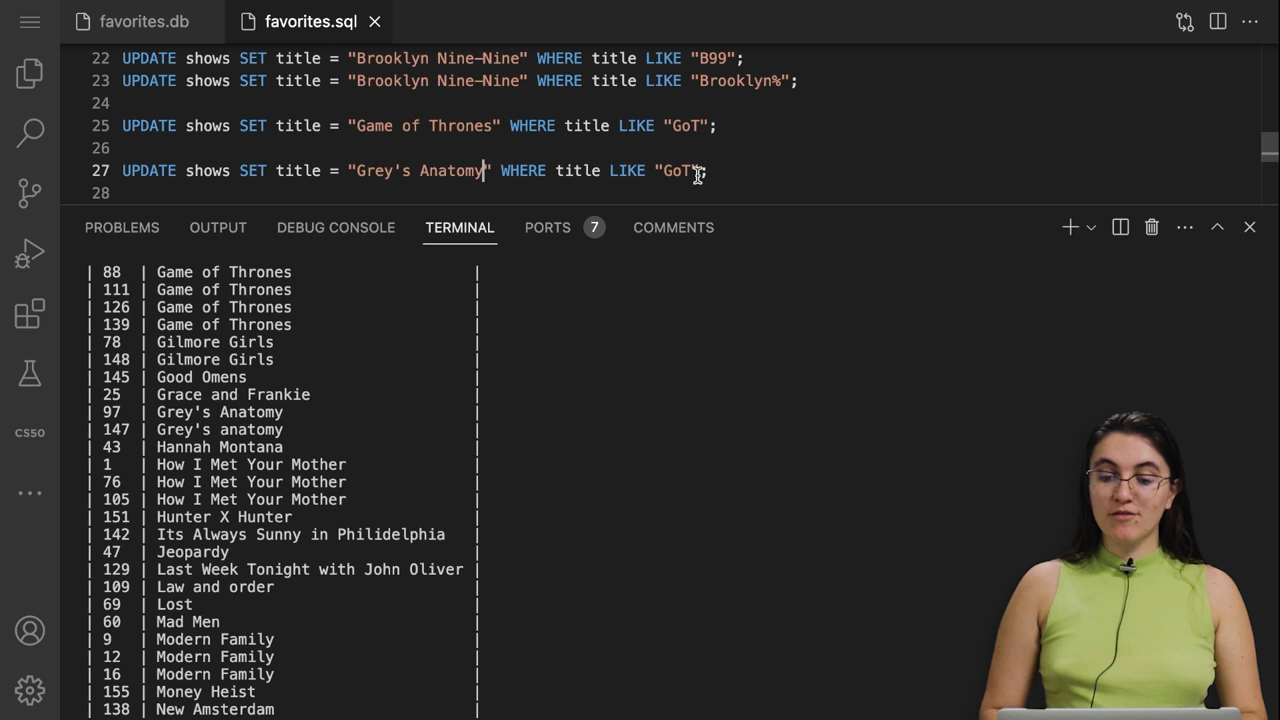 favorites.db
favorites.sql
22 UPDATE shows SET title = "Brooklyn Nine-Nine" WHERE title LIKE "B99";
23 UPDATE shows SET title = "Brooklyn Nine-Nine" WHERE title LIKE "Brooklyn%";
24
25 UPDATE shows SET title = "Game of Thrones" WHERE title LIKE "GoT";
26
27 UPDATE shows SET title = "Grey's Anatomy" WHERE title LIKE "GoT";
28
PROBLEMS OUTPUT DEBUG CONSOLE TERMINAL PORTS 7 COMMENTS
| 88 | Game of Thrones |
| 111 | Game of Thrones |
| 126 | Game of Thrones |
| 139 | Game of Thrones |
| 78 | Gilmore Girls |
| 148 | Gilmore Girls |
| 145 | Good Omens |
| 25 | Grace and Frankie |
| 97 | Grey's Anatomy |
| 147 | Grey's anatomy |
| 43 | Hannah Montana |
| 1 | How I Met Your Mother |
| 76 | How I Met Your Mother |
| 105 | How I Met Your Mother |
| 151 | Hunter X Hunter |
| 142 | Its Always Sunny in Philidelphia |
| 47 | Jeopardy |
| 129 | Last Week Tonight with John Oliver |
| 109 | Law and order |
| 69 | Lost |
| 60 | Mad Men |
| 9 | Modern Family |
| 12 | Modern Family |
| 16 | Modern Family |
| 155 | Money Heist |
| 138 | New Amsterdam |
CS50